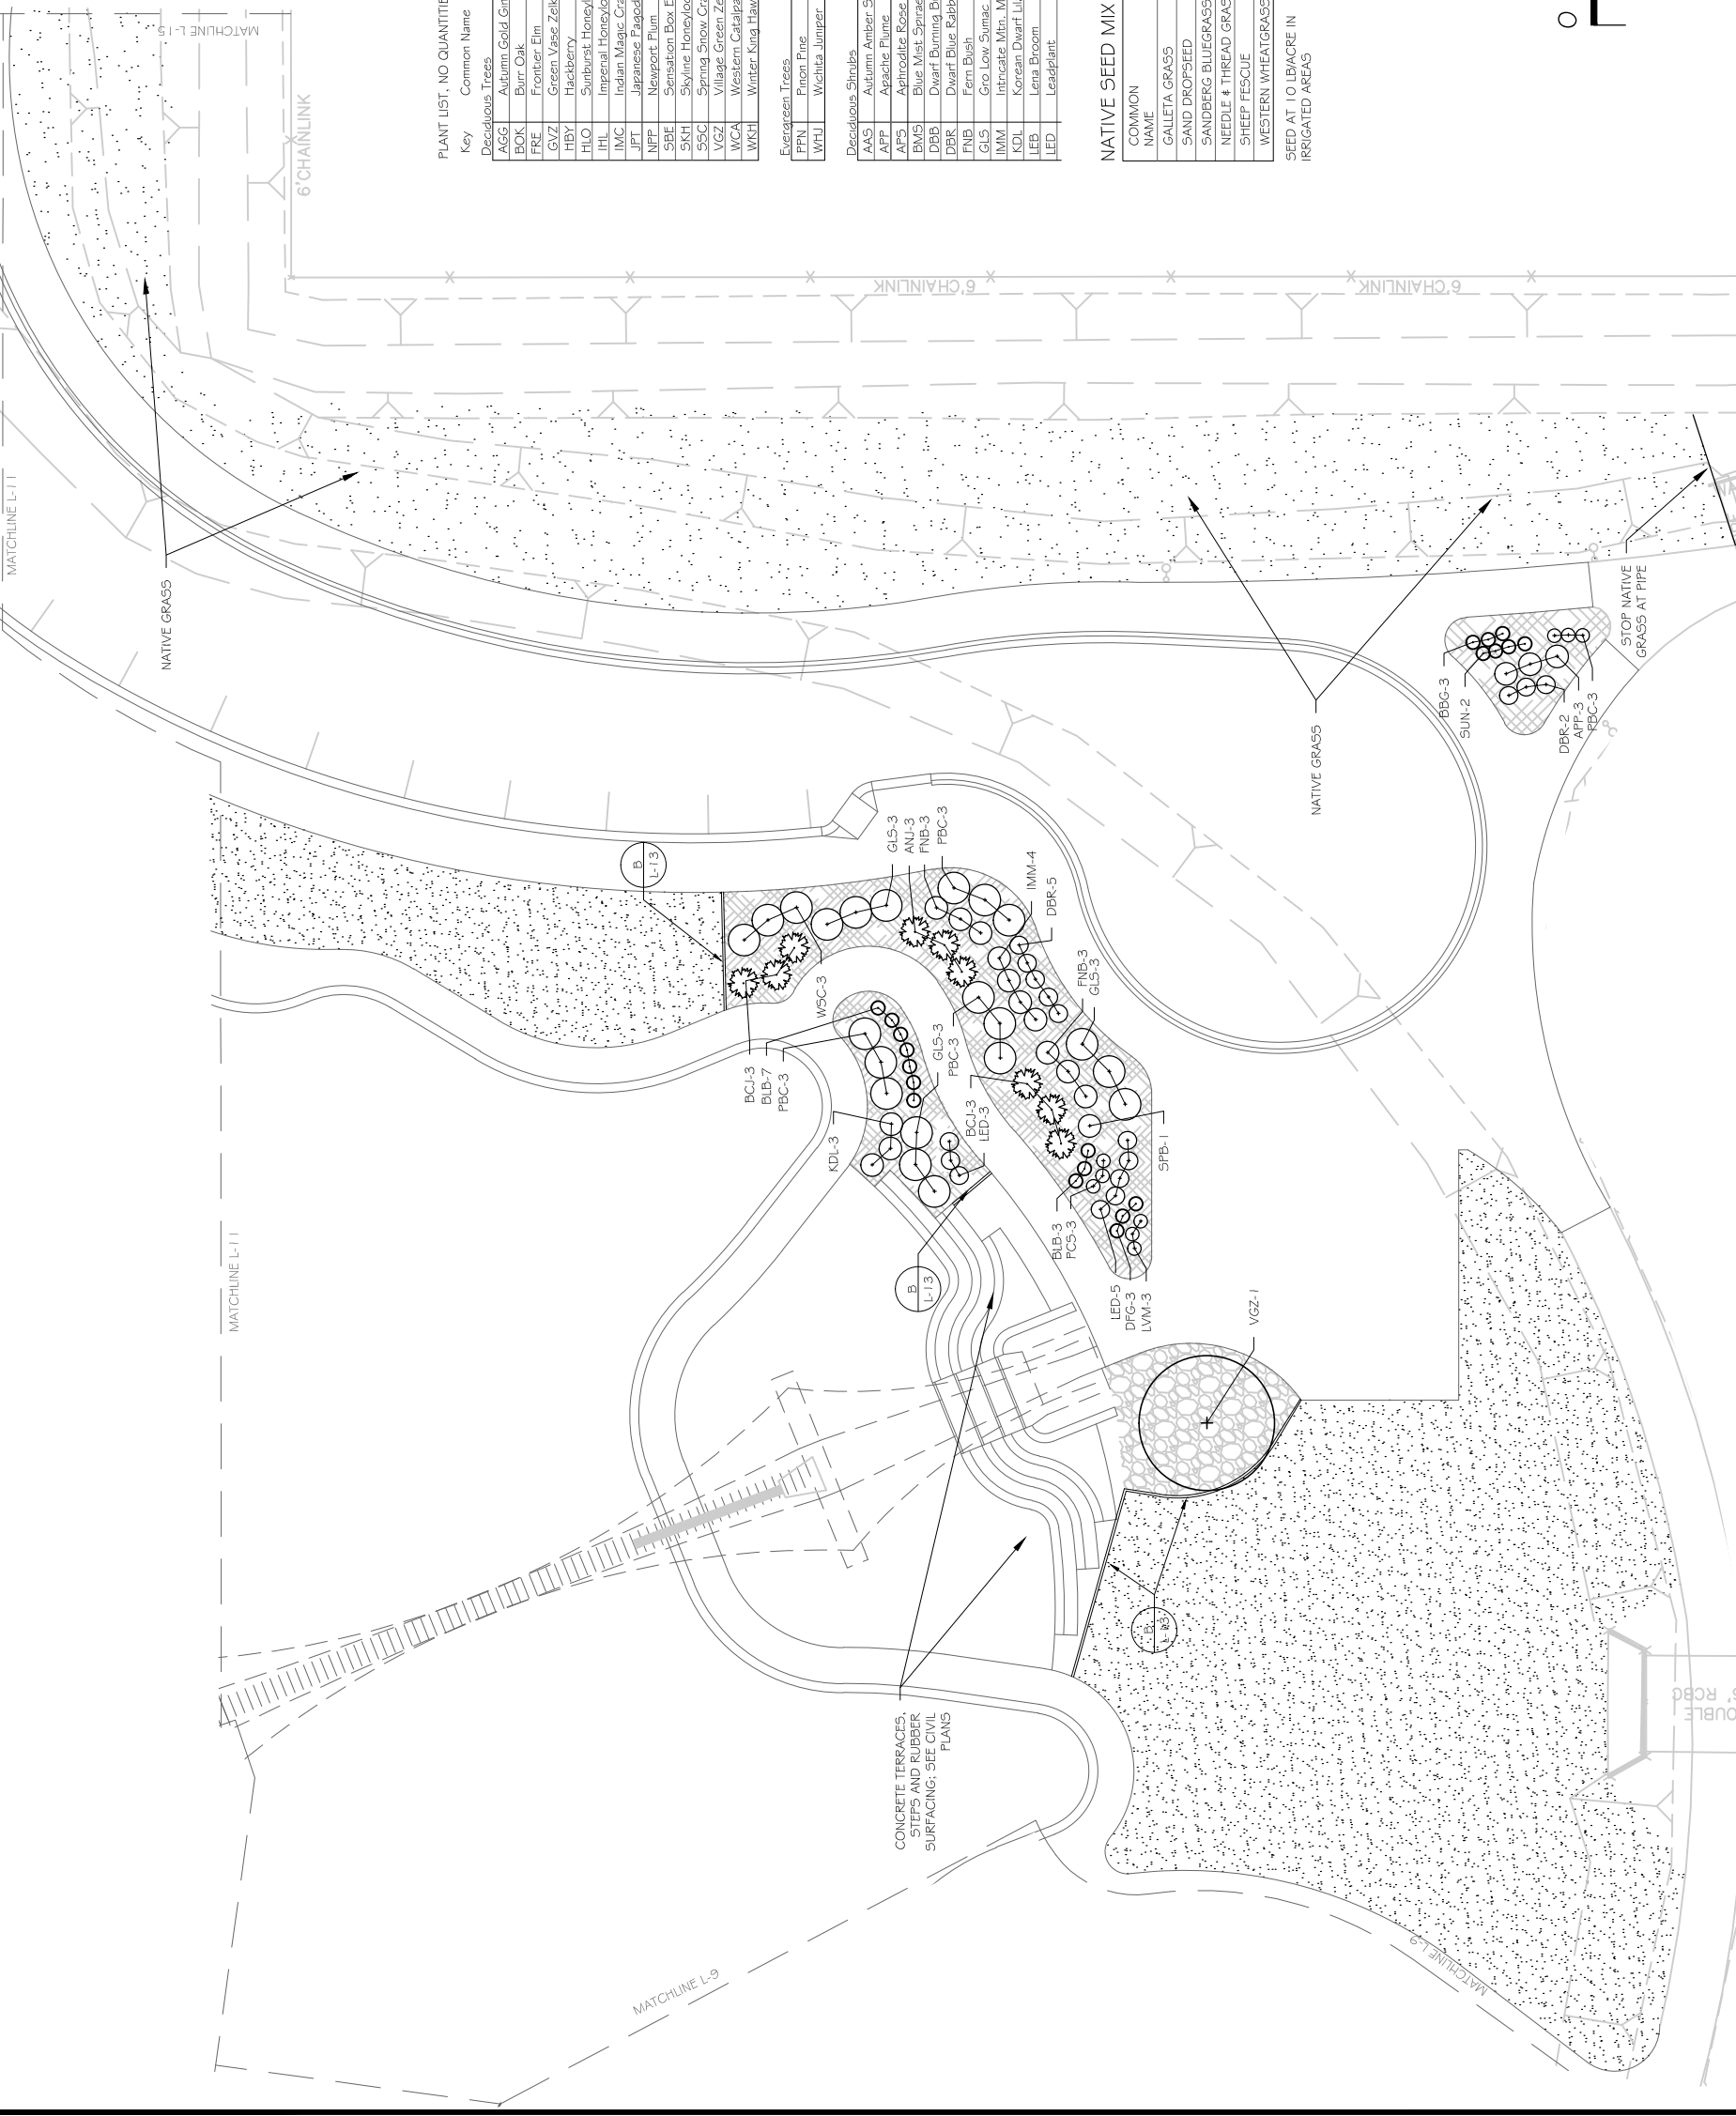 MATCHLINE L-15
6'CHAINLINK
6'CHAINLINK
6'CHAINLINK
MATCHLINE L-11
NATIVE GRASS
PLANT LIST, NO QUANTITIE
Key Common Name
Deciduous Trees
AGG Autumn Gold Gin
BOK Burr Oak
FRE Frontier Elm
GVZ Green Vase Zelk
HBY Hackberry
HLO Sunburst Honeyl
IHL Imperial Honeylo
IMC Indian Magic Cra
JPT Japanese Pagod
NPP Newport Plum
SBE Sensation Box E
SKH Skyline Honeyloc
SSC Spring Snow Cra
VGZ Village Green Ze
WCA Western Catalpa
WKH Winter King Haw
Evergreen Trees
PPN Pinon Pine
WHJ Wichita Juniper
Deciduous Shrubs
AAS Autumn Amber S
APP Apache Plume
APS Aphrodite Rose
BMS Blue Mist Spirae
DBB Dwarf Burning B
DBR Dwarf Blue Rabb
FNB Fern Bush
GLS Gro Low Sumac
IMM Intricate Mtn. M
KDL Korean Dwarf Lil
LEB Lena Broom
LED Leadplant
NATIVE SEED MIX
COMMON
NAME
GALLETA GRASS
SAND DROPSEED
SANDBERG BLUEGRASS
NEEDLE & THREAD GRAS
SHEEP FESCUE
WESTERN WHEATGRASS
SEED AT 10 LB/ACRE IN
IRRIGATED AREAS
0
STOP NATIVE
GRASS AT PIPE
BBG-3
SUN-2
DBR-2
APP-3
PBC-3
NATIVE GRASS
B
L-13
GLS-3
ANJ-3
FNB-3
PBC-3
IMM-4
DBR-5
WSC-3
FNB-3
GLS-3
BCJ-3
BLB-7
PBC-3
GLS-3
PBC-3
KDL-3
BCJ-3
LED-3
SPB-1
BLB-3
PCS-3
B
L-13
LED-5
DFG-3
LVM-3
VGZ-1
MATCHLINE L-11
B
L-13
CONCRETE TERRACES,
STEPS AND RUBBER
SURFACING; SEE CIVIL
PLANS
OUBLE
' RCBC
MATCHLINE L-9
MATCHLINE L-9